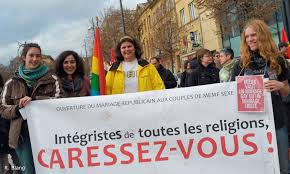 OUVERTURE DU MARIAGE RÉPUBLICAIN AUX COUPLES DE MÊME SEXE
Intégristes de toutes les religions,
CARESSEZ-VOUS !